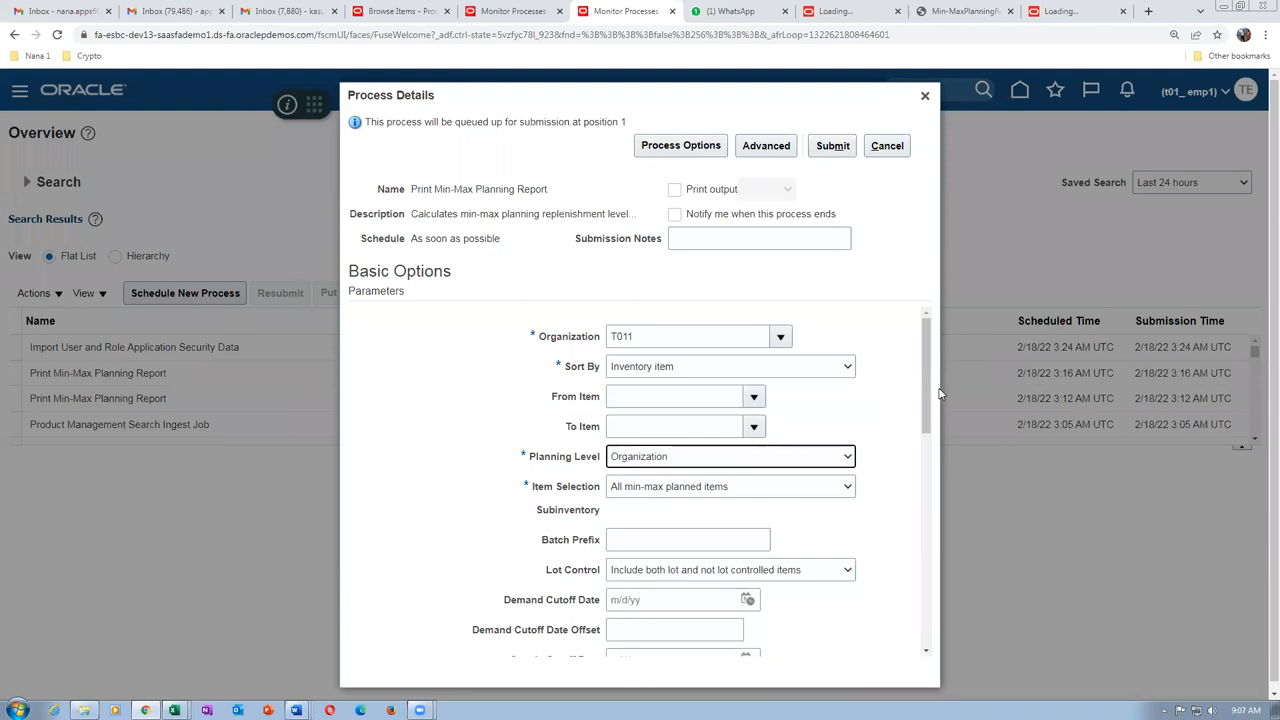 Inbox - nana.apps9
Inbox (79,486) - ap
Inbox (7,880) - kas
Browse Items - Proc
Monitor Processes
Monitor Processes
(1) WhatsApp
Loading...
Min-MaxPlanningR
Loading...
fa-esbc-dev13-saasfademo1.ds-fa.oraclepdemos.com/fscmUI/faces/FuseWelcome?_adf.ctrl-state=5vzfyc78l_923&fnd=%3B%3B%3B%3Bfalse%3B256%3B%3B%3B&_afrLoop=1322621808464601
Nana 1
Crypto
Other bookmarks
ORACLE
(t01_ emp1)
TE
Overview
Search
Saved Search
Last 24 hours
Search Results
View
Flat List
Hierarchy
Actions
View
Schedule New Process
Resubmit
Put
Name
Scheduled Time
Submission Time
Import User and Role Application Security Data
2/18/22 3:24 AM UTC
2/18/22 3:24 AM UTC
Print Min-Max Planning Report
2/18/22 3:16 AM UTC
2/18/22 3:16 AM UTC
Print Min-Max Planning Report
2/18/22 3:12 AM UTC
2/18/22 3:12 AM UTC
Product Management Search Ingest Job
2/18/22 3:05 AM UTC
2/18/22 3:05 AM UTC
Process Details
This process will be queued up for submission at position 1
Process Options
Advanced
Submit
Cancel
Name Print Min-Max Planning Report
Print output
Description Calculates min-max planning replenishment level...
Notify me when this process ends
Schedule As soon as possible
Submission Notes
Basic Options
Parameters
* Organization T011
* Sort By Inventory item
From Item
To Item
* Planning Level Organization
* Item Selection All min-max planned items
Subinventory
Batch Prefix
Lot Control Include both lot and not lot controlled items
Demand Cutoff Date m/d/yy
Demand Cutoff Date Offset
9:07 AM